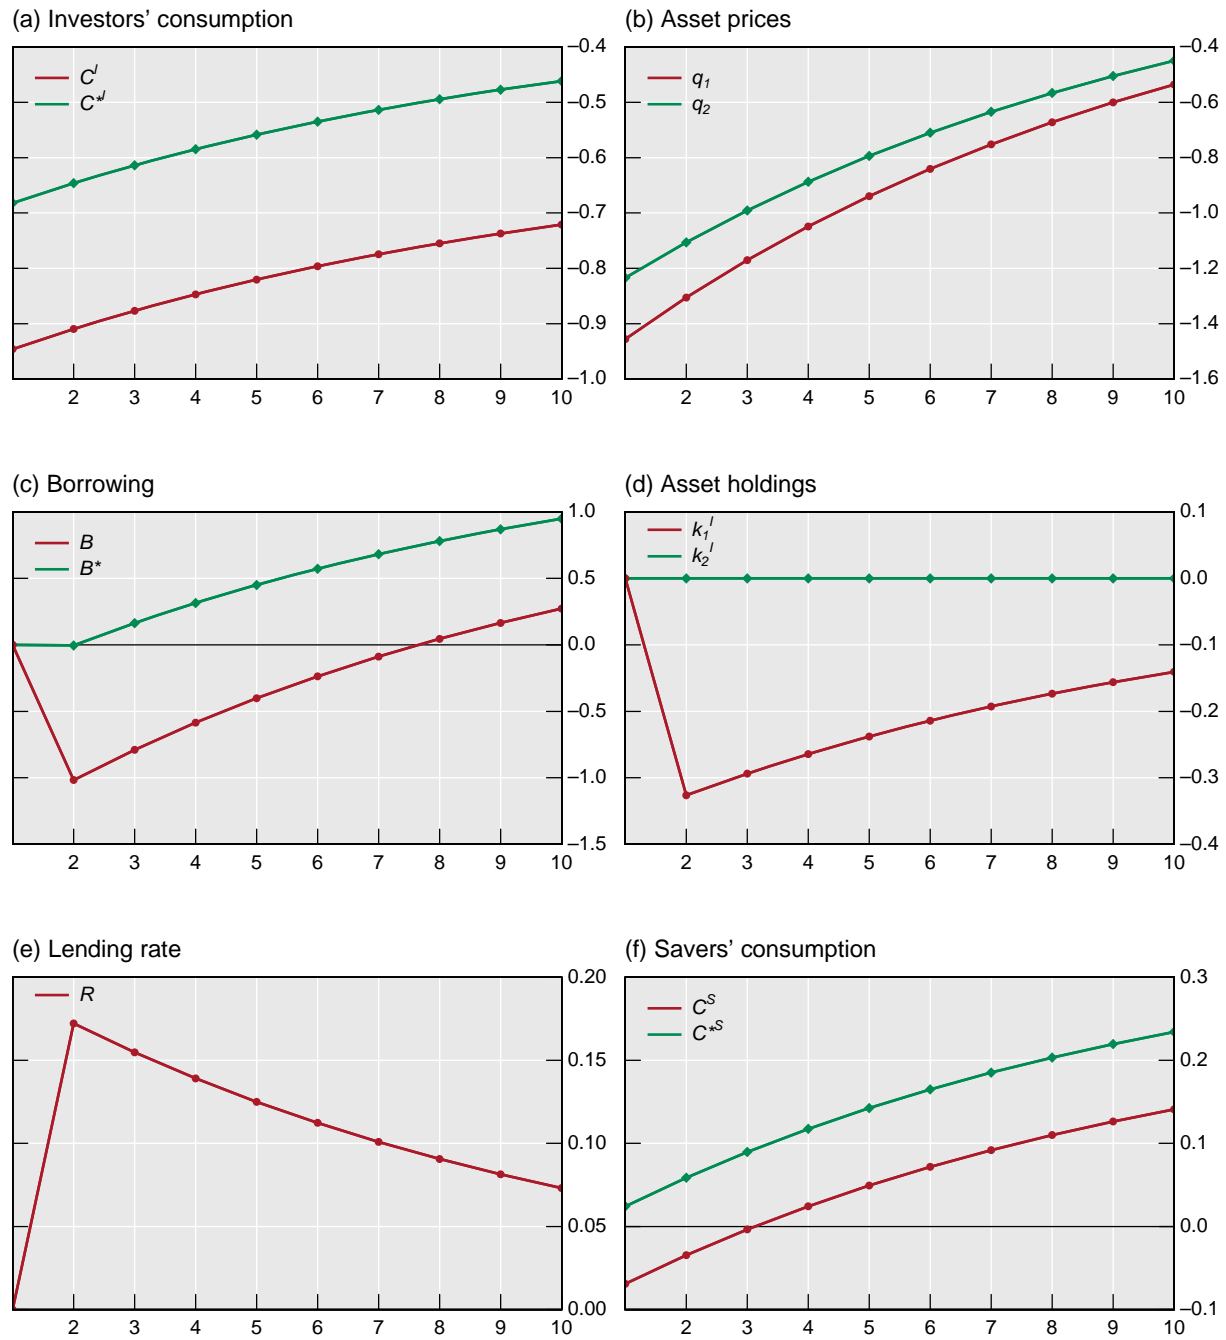 (a) Investors’ consumption
–0.4
C^I
C*^I
–0.5
–0.6
–0.7
–0.8
–0.9
–1.0
2 3 4 5 6 7 8 9 10
(b) Asset prices
–0.4
q_1
q_2
–0.6
–0.8
–1.0
–1.2
–1.4
–1.6
2 3 4 5 6 7 8 9 10
(c) Borrowing
1.0
B
B*
0.5
0.0
–0.5
–1.0
–1.5
2 3 4 5 6 7 8 9 10
(d) Asset holdings
0.1
k_1^I
k_2^I
0.0
–0.1
–0.2
–0.3
–0.4
2 3 4 5 6 7 8 9 10
(e) Lending rate
0.20
R
0.15
0.10
0.05
0.00
2 3 4 5 6 7 8 9 10
(f) Savers’ consumption
0.3
C^S
C*^S
0.2
0.1
0.0
–0.1
2 3 4 5 6 7 8 9 10